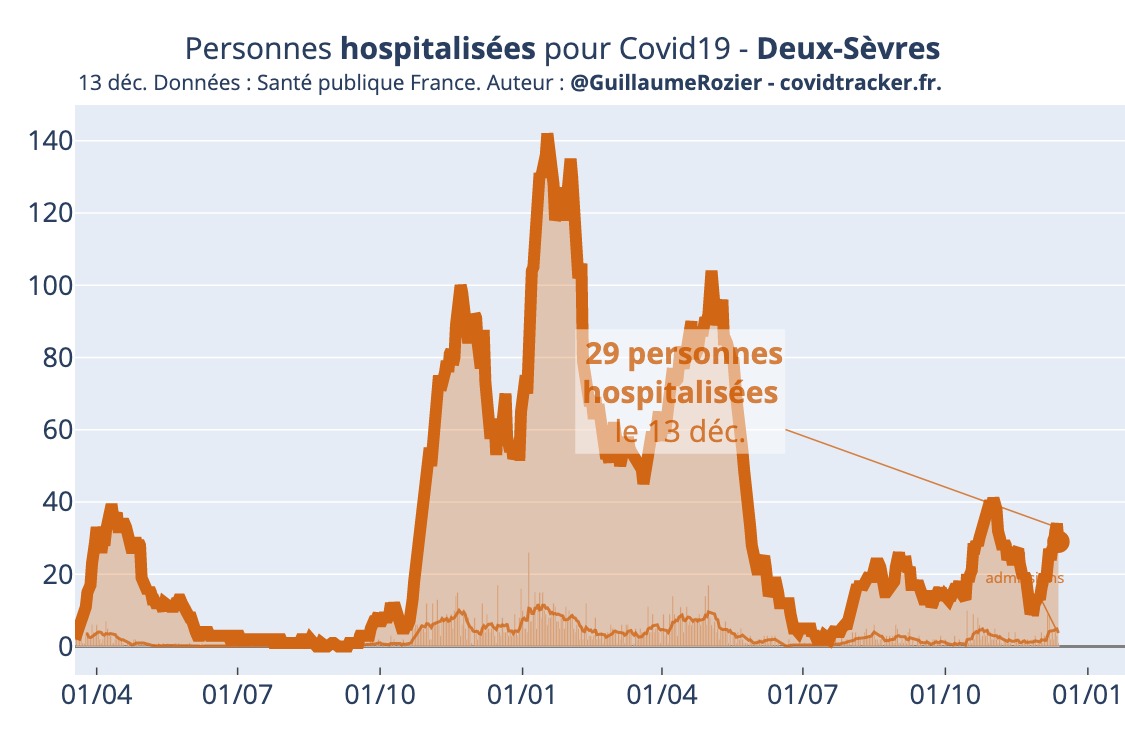 Personnes hospitalisées pour Covid19 - Deux-Sèvres
13 déc. Données : Santé publique France. Auteur : @GuillaumeRozier - covidtracker.fr.
140
120
100
80
60
40
20
0
29 personnes
hospitalisées
le 13 déc.
admissions
01/04 01/07 01/10 01/01 01/04 01/07 01/10 01/01